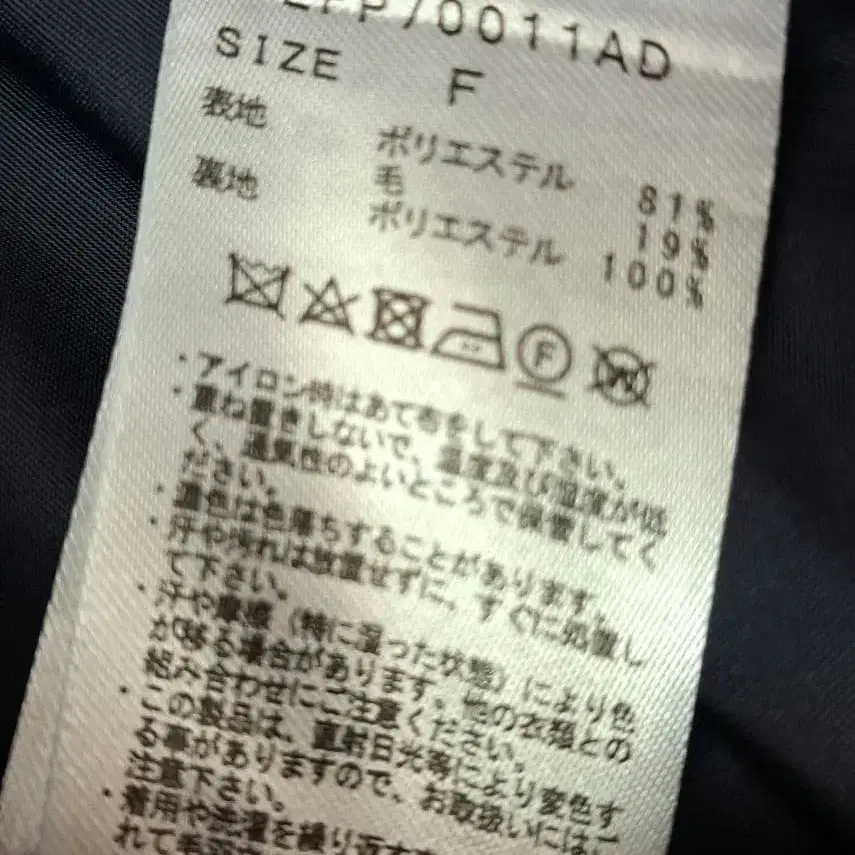 EPP70011AD
SIZE F
表地 ポリエステル 81%
毛 19%
裏地 ポリエステル 100%
F
W
・アイロン時はあて布をして下さい。
・重ね置きしないで、温度及び湿度が低
く、通気性のよいところで保管してく
ださい。
・濃色は色落ちすることがあります。
・汗や汚れは放置せずに、すぐに処置し
て下さい。
・汗や摩擦（特に湿った状態）により色
が移る場合があります。他の衣類との
組み合わせにご注意ください。
・この製品は、直射日光等により変色す
る事がありますので、お取扱いにはご
注意下さい。
・着用や洗濯を繰り返す
れて毛羽